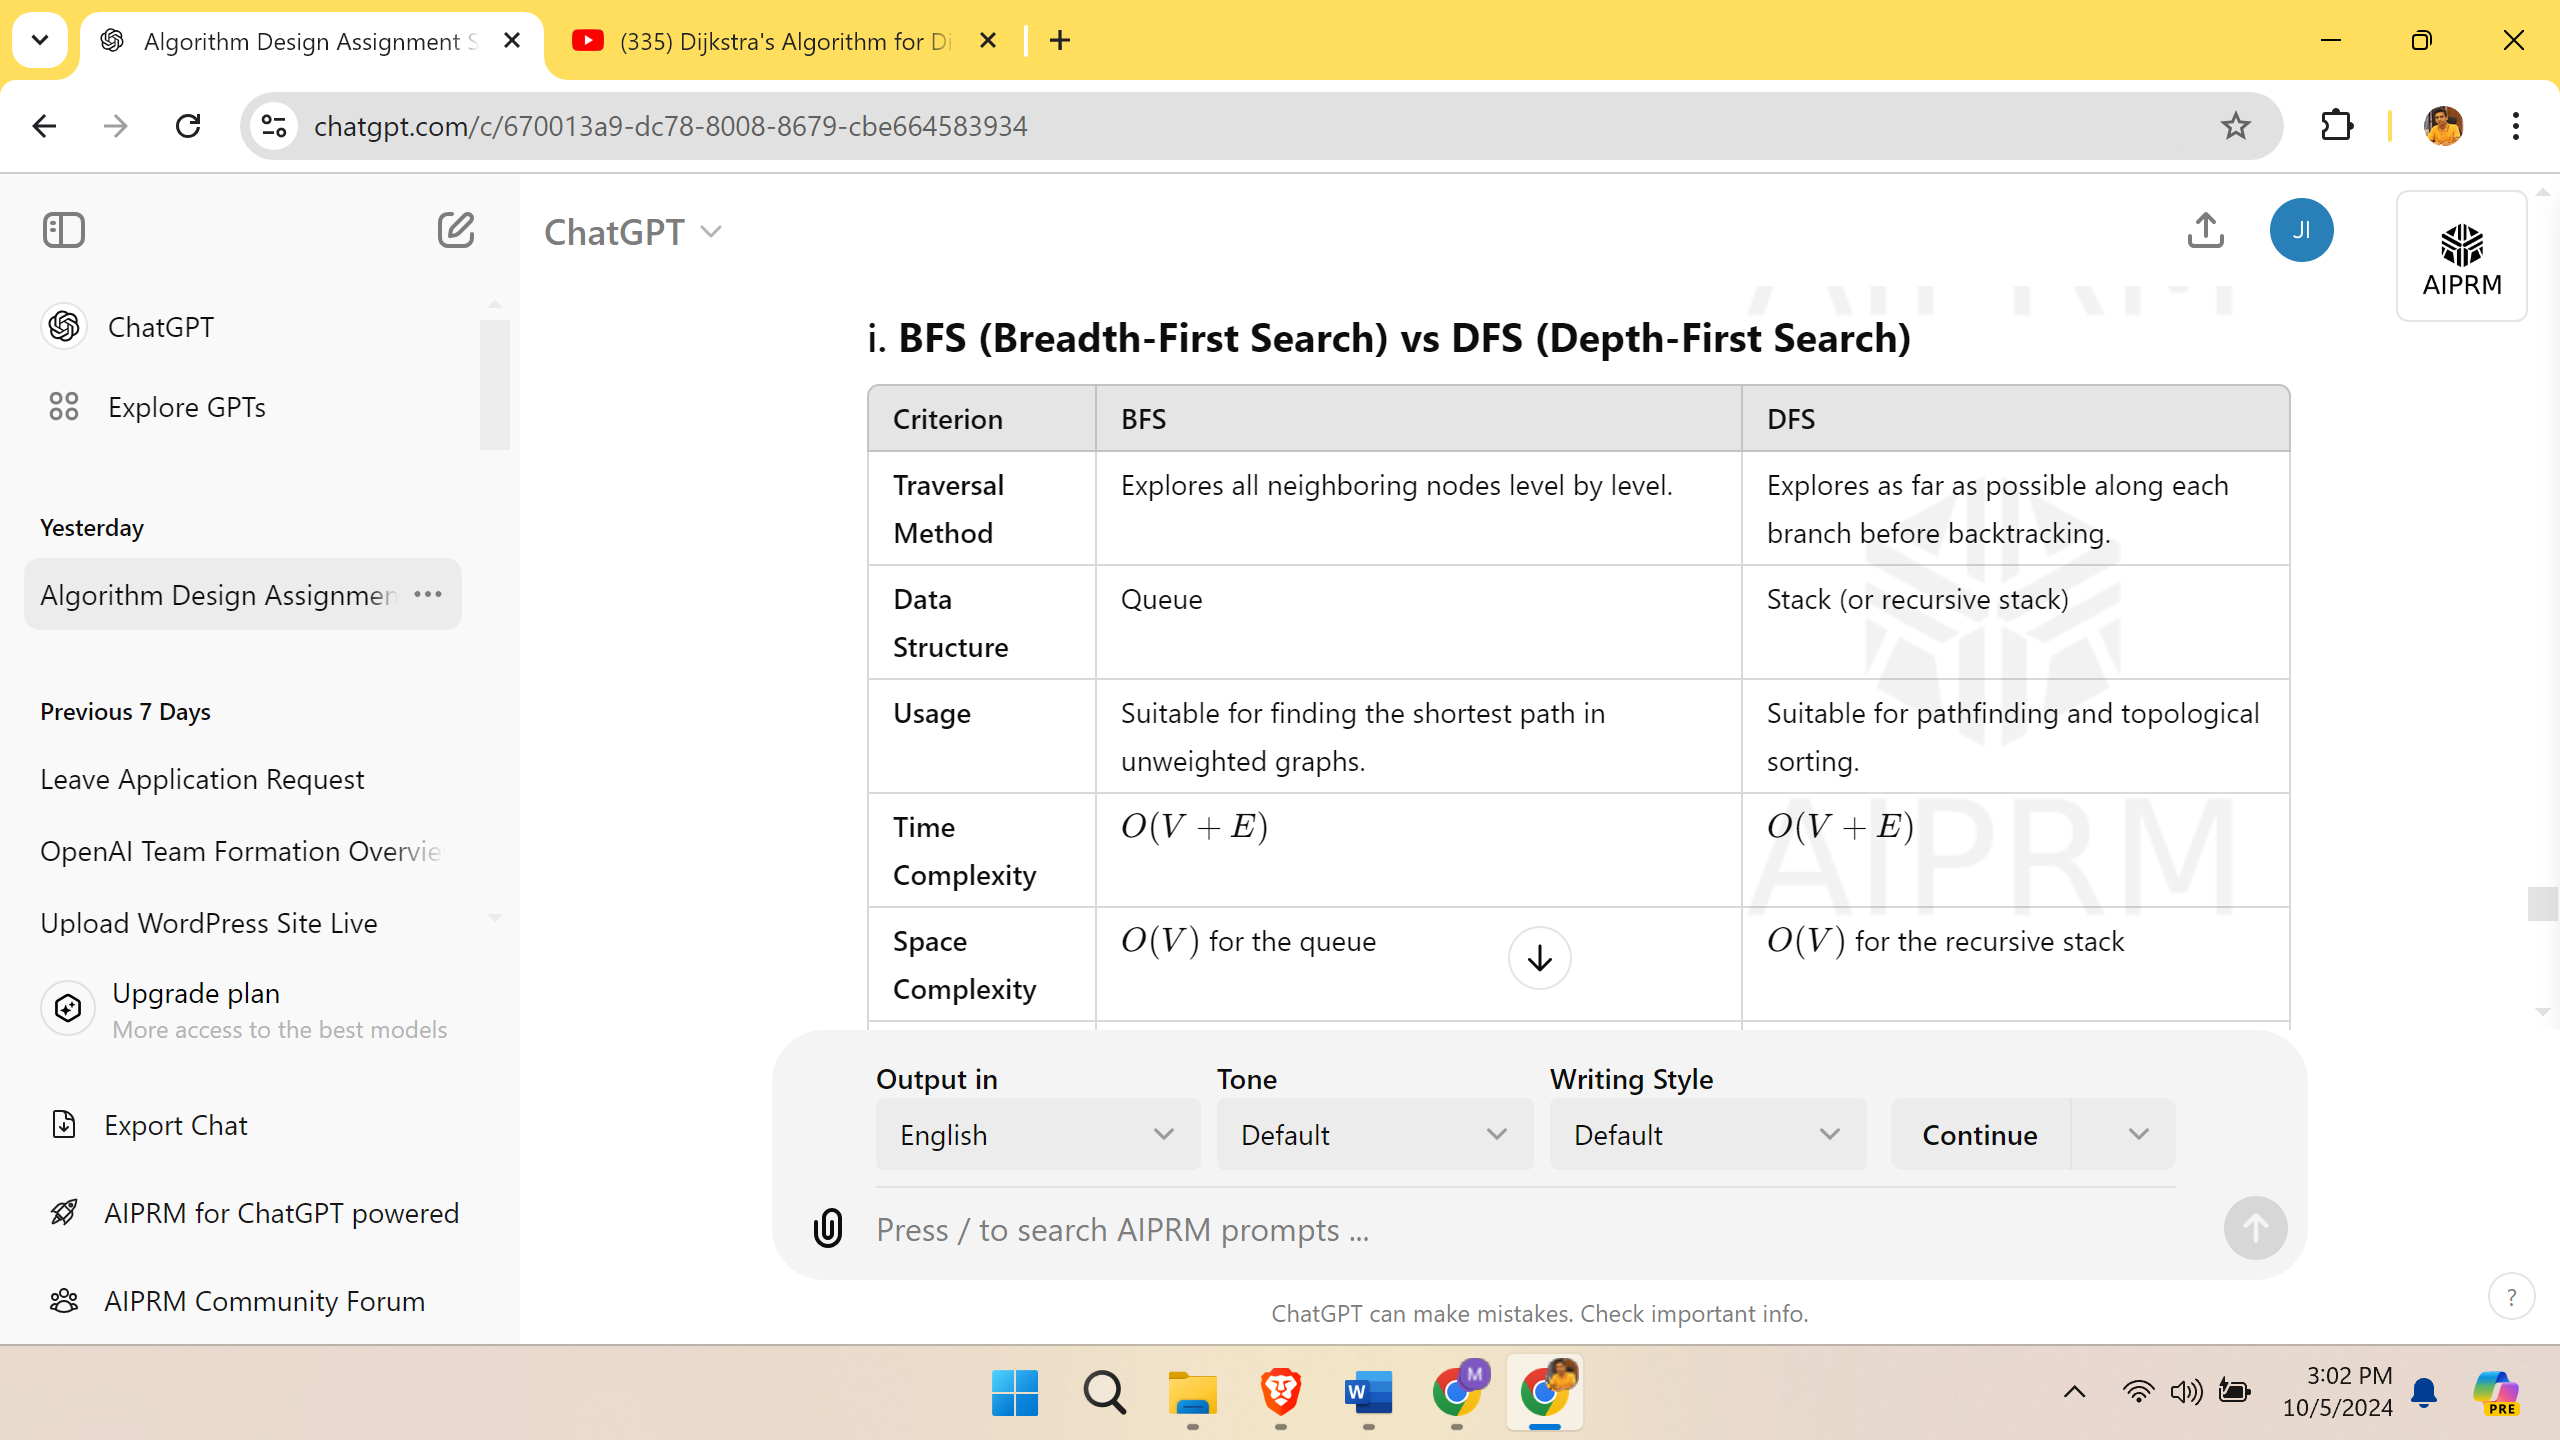 Algorithm Design Assignment S
(335) Dijkstra's Algorithm for Di
chatgpt.com/c/670013a9-dc78-8008-8679-cbe664583934
ChatGPT
JI
AIPRM
ChatGPT
Explore GPTs
Yesterday
Algorithm Design Assignmen
Previous 7 Days
Leave Application Request
OpenAI Team Formation Overvie
Upload WordPress Site Live
Upgrade plan
More access to the best models
Export Chat
AIPRM for ChatGPT powered
AIPRM Community Forum
AIPRM
i. BFS (Breadth-First Search) vs DFS (Depth-First Search)
Criterion BFS DFS
Traversal Explores all neighboring nodes level by level. Explores as far as possible along each
Method branch before backtracking.
Data Queue Stack (or recursive stack)
Structure
Usage Suitable for finding the shortest path in Suitable for pathfinding and topological
unweighted graphs. sorting.
Time O(V + E) O(V + E)
Complexity
AIPRM
Space O(V) for the queue O(V) for the recursive stack
Complexity
Output in Tone Writing Style
English Default Default Continue
Press / to search AIPRM prompts ...
ChatGPT can make mistakes. Check important info.
?
W
M
3:02 PM
10/5/2024
PRE